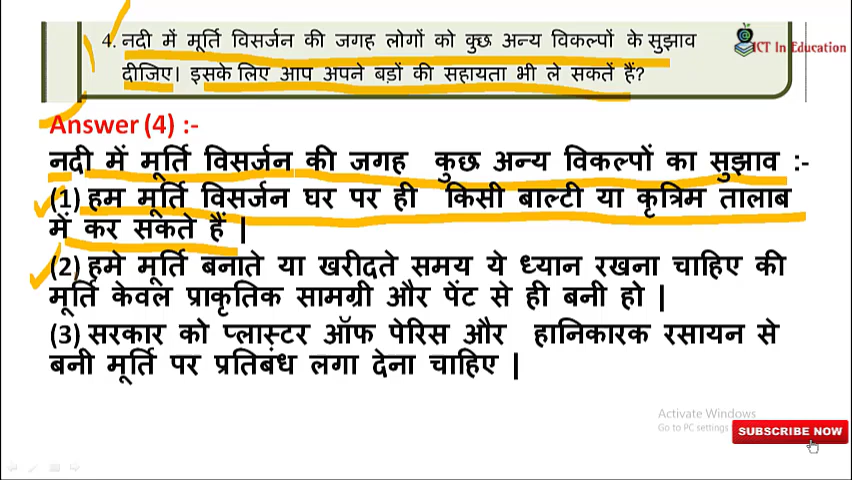 4. नदी में मूर्ति विसर्जन की जगह लोगों को कुछ अन्य विकल्पों के सुझाव
दीजिए। इसके लिए आप अपने बड़ों की सहायता भी ले सकतें हैं?
ICT In Education
Answer (4) :-
नदी में मूर्ति विसर्जन की जगह कुछ अन्य विकल्पों का सुझाव :-
(1) हम मूर्ति विसर्जन घर पर ही किसी बाल्टी या कृत्रिम तालाब
में कर सकते हैं |
(2) हमे मूर्ति बनाते या खरीदते समय ये ध्यान रखना चाहिए की
मूर्ति केवल प्राकृतिक सामग्री और पेंट से ही बनी हो |
(3) सरकार को प्लास्टर ऑफ पेरिस और हानिकारक रसायन से
बनी मूर्ति पर प्रतिबंध लगा देना चाहिए |
Activate Windows
Go to PC settings
SUBSCRIBE NOW